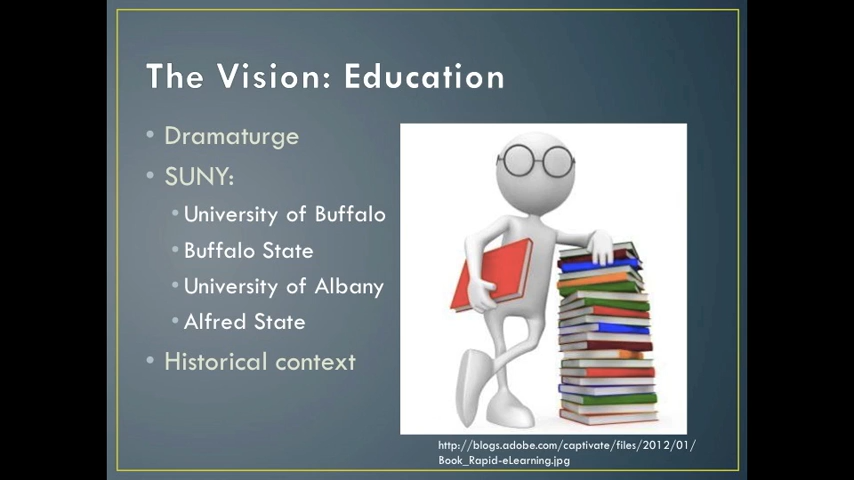 The Vision: Education
• Dramaturge
• SUNY:
• University of Buffalo
• Buffalo State
• University of Albany
• Alfred State
• Historical context
http://blogs.adobe.com/captivate/files/2012/01/
Book_Rapid-eLearning.jpg